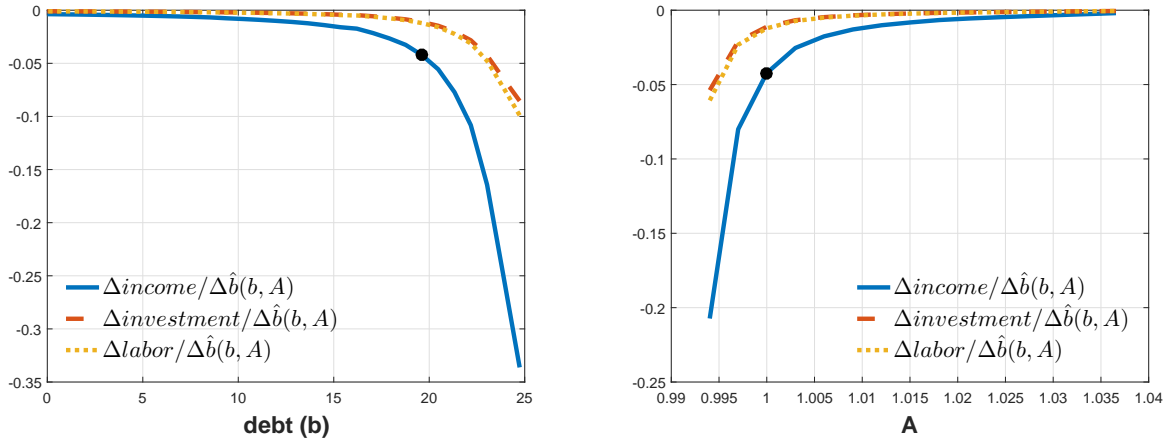 0
-0.05
-0.1
-0.15
-0.2
-0.25
-0.3
-0.35
Δincome/Δb̂(b, A)
Δinvestment/Δb̂(b, A)
Δlabor/Δb̂(b, A)
0 5 10 15 20 25
debt (b)
0
-0.05
-0.1
-0.15
-0.2
-0.25
Δincome/Δb̂(b, A)
Δinvestment/Δb̂(b, A)
Δlabor/Δb̂(b, A)
0.99 0.995 1 1.005 1.01 1.015 1.02 1.025 1.03 1.035 1.04
A